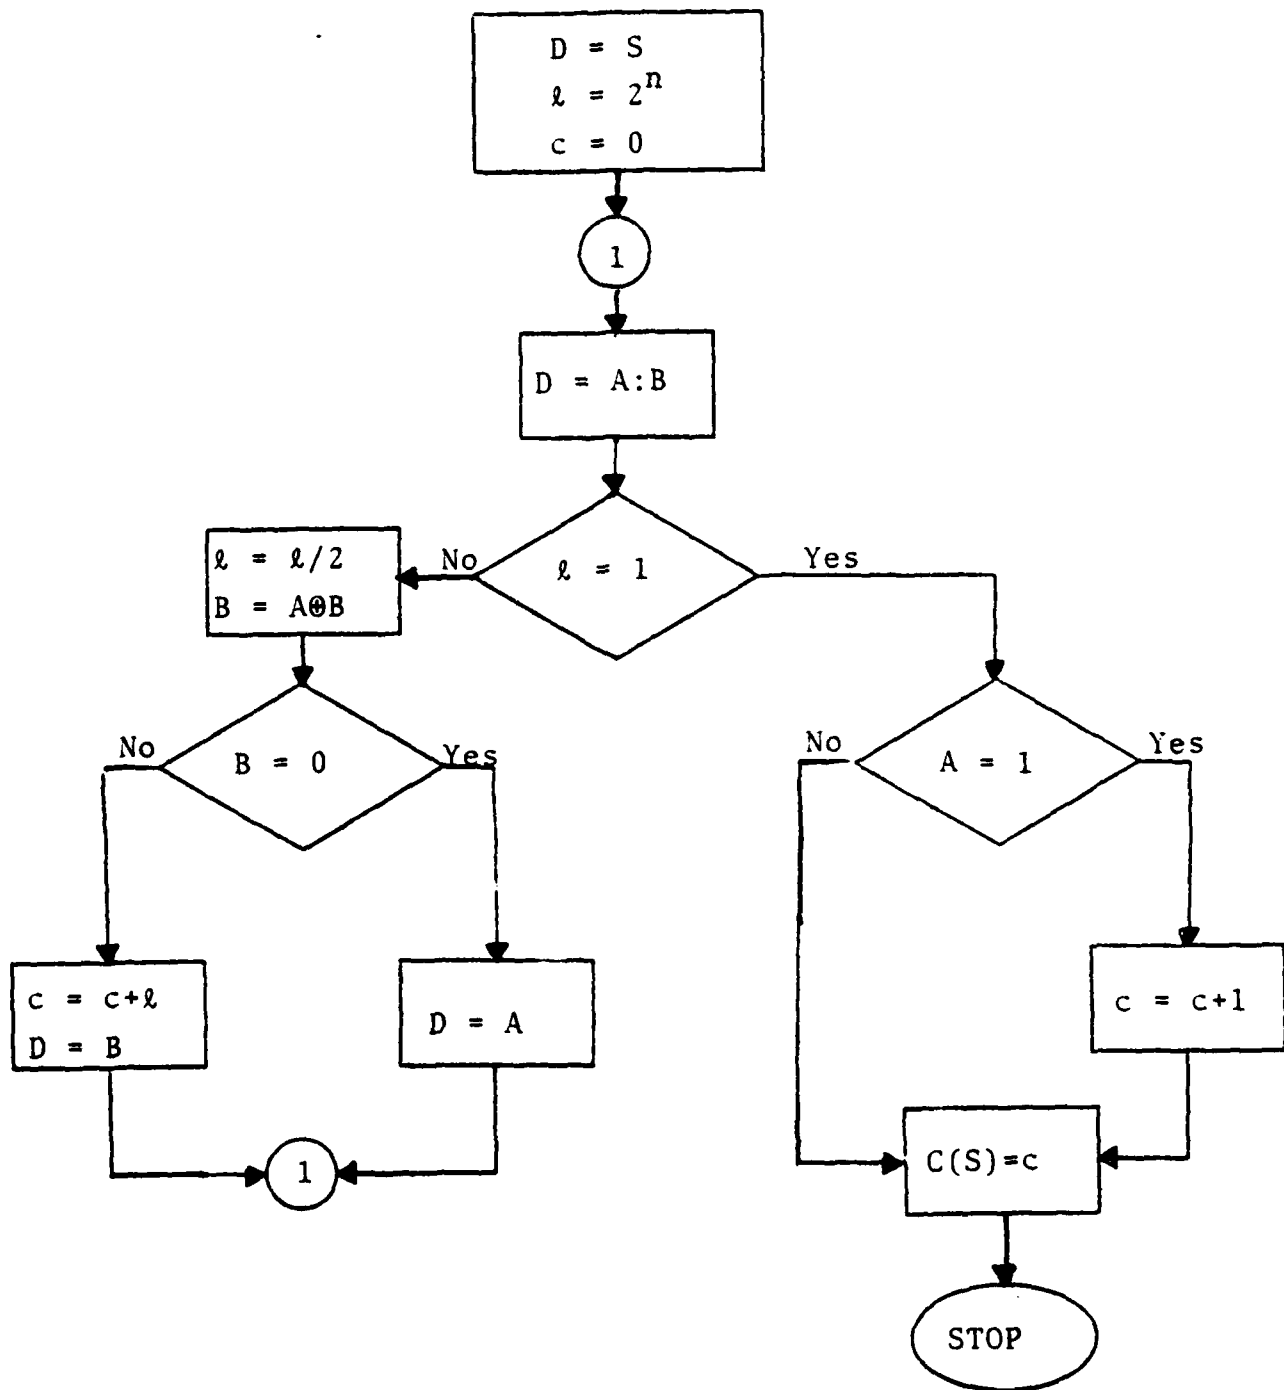 D = S
ℓ = 2ⁿ
c = 0
1
D = A:B
ℓ = 1
No
Yes
ℓ = ℓ/2
B = A⊕B
B = 0
No
Yes
A = 1
No
Yes
c = c+ℓ
D = B
D = A
c = c+1
1
C(S)=c
STOP